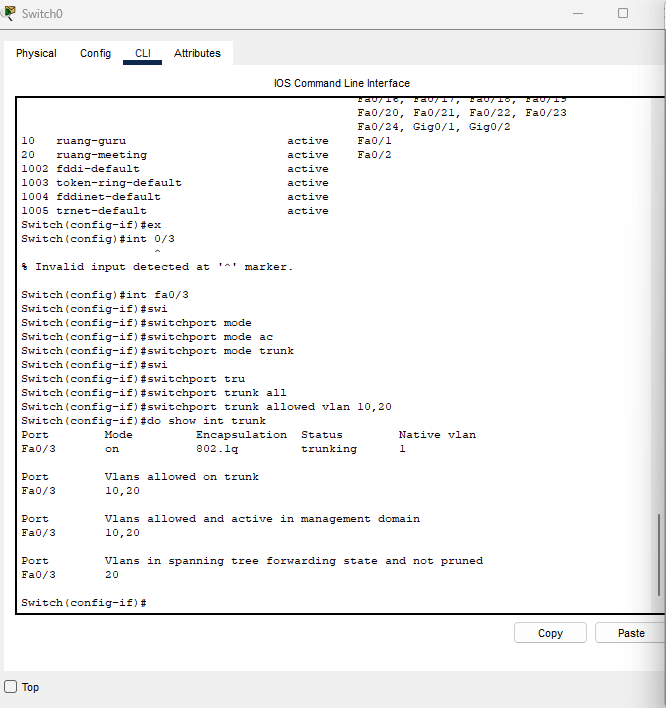 Switch0
Physical Config CLI Attributes
IOS Command Line Interface
Fa0/16, Fa0/17, Fa0/18, Fa0/19
Fa0/20, Fa0/21, Fa0/22, Fa0/23
Fa0/24, Gig0/1, Gig0/2
10 ruang-guru active Fa0/1
20 ruang-meeting active Fa0/2
1002 fddi-default active
1003 token-ring-default active
1004 fddinet-default active
1005 trnet-default active
Switch(config-if)#ex
Switch(config)#int 0/3
^
% Invalid input detected at '^' marker.
Switch(config)#int fa0/3
Switch(config-if)#swi
Switch(config-if)#switchport mode
Switch(config-if)#switchport mode ac
Switch(config-if)#switchport mode trunk
Switch(config-if)#swi
Switch(config-if)#switchport tru
Switch(config-if)#switchport trunk all
Switch(config-if)#switchport trunk allowed vlan 10,20
Switch(config-if)#do show int trunk
Port Mode Encapsulation Status Native vlan
Fa0/3 on 802.1q trunking 1
Port Vlans allowed on trunk
Fa0/3 10,20
Port Vlans allowed and active in management domain
Fa0/3 10,20
Port Vlans in spanning tree forwarding state and not pruned
Fa0/3 20
Switch(config-if)#
Copy Paste
Top